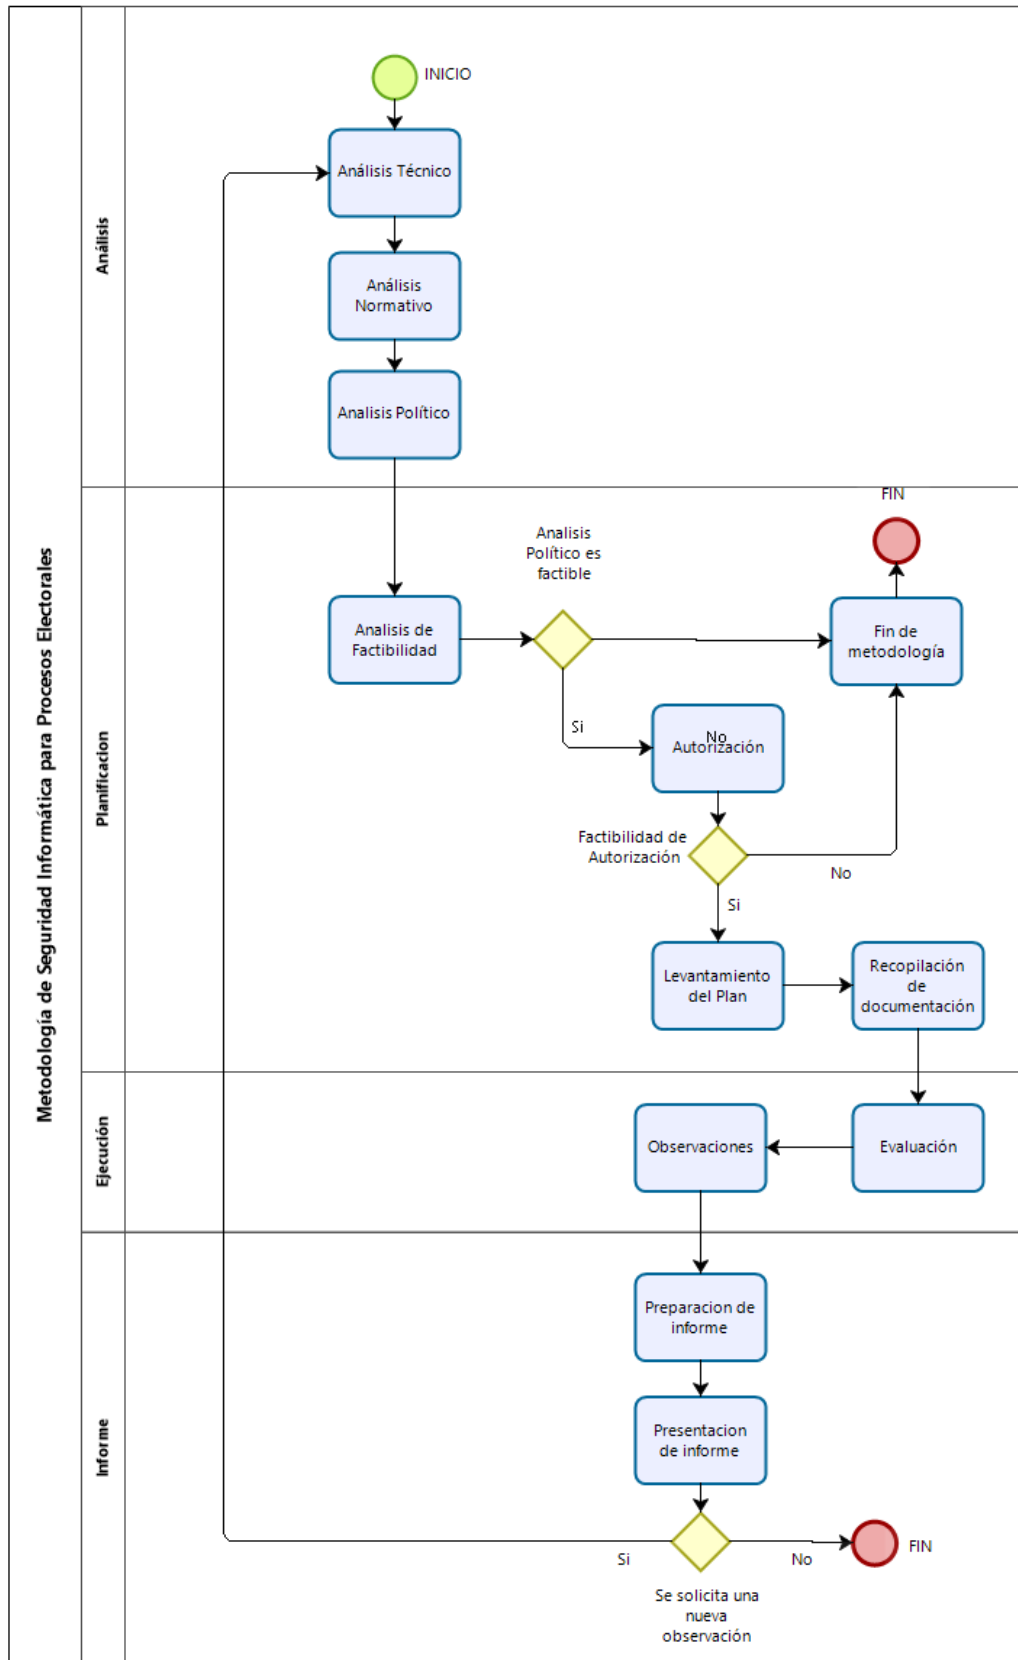 Metodología de Seguridad Informática para Procesos Electorales
Análisis
INICIO
Análisis Técnico
Análisis
Normativo
Analisis Político
Planificacion
FIN
Analisis
Político es
factible
Analisis de
Factibilidad
Fin de
metodología
Si
No
Autorización
Factibilidad de
Autorización
No
Si
Levantamiento
del Plan
Recopilación
de
documentación
Ejecución
Observaciones
Evaluación
Informe
Preparacion de
informe
Presentacion
de informe
Si
No
FIN
Se solicita una
nueva
observación